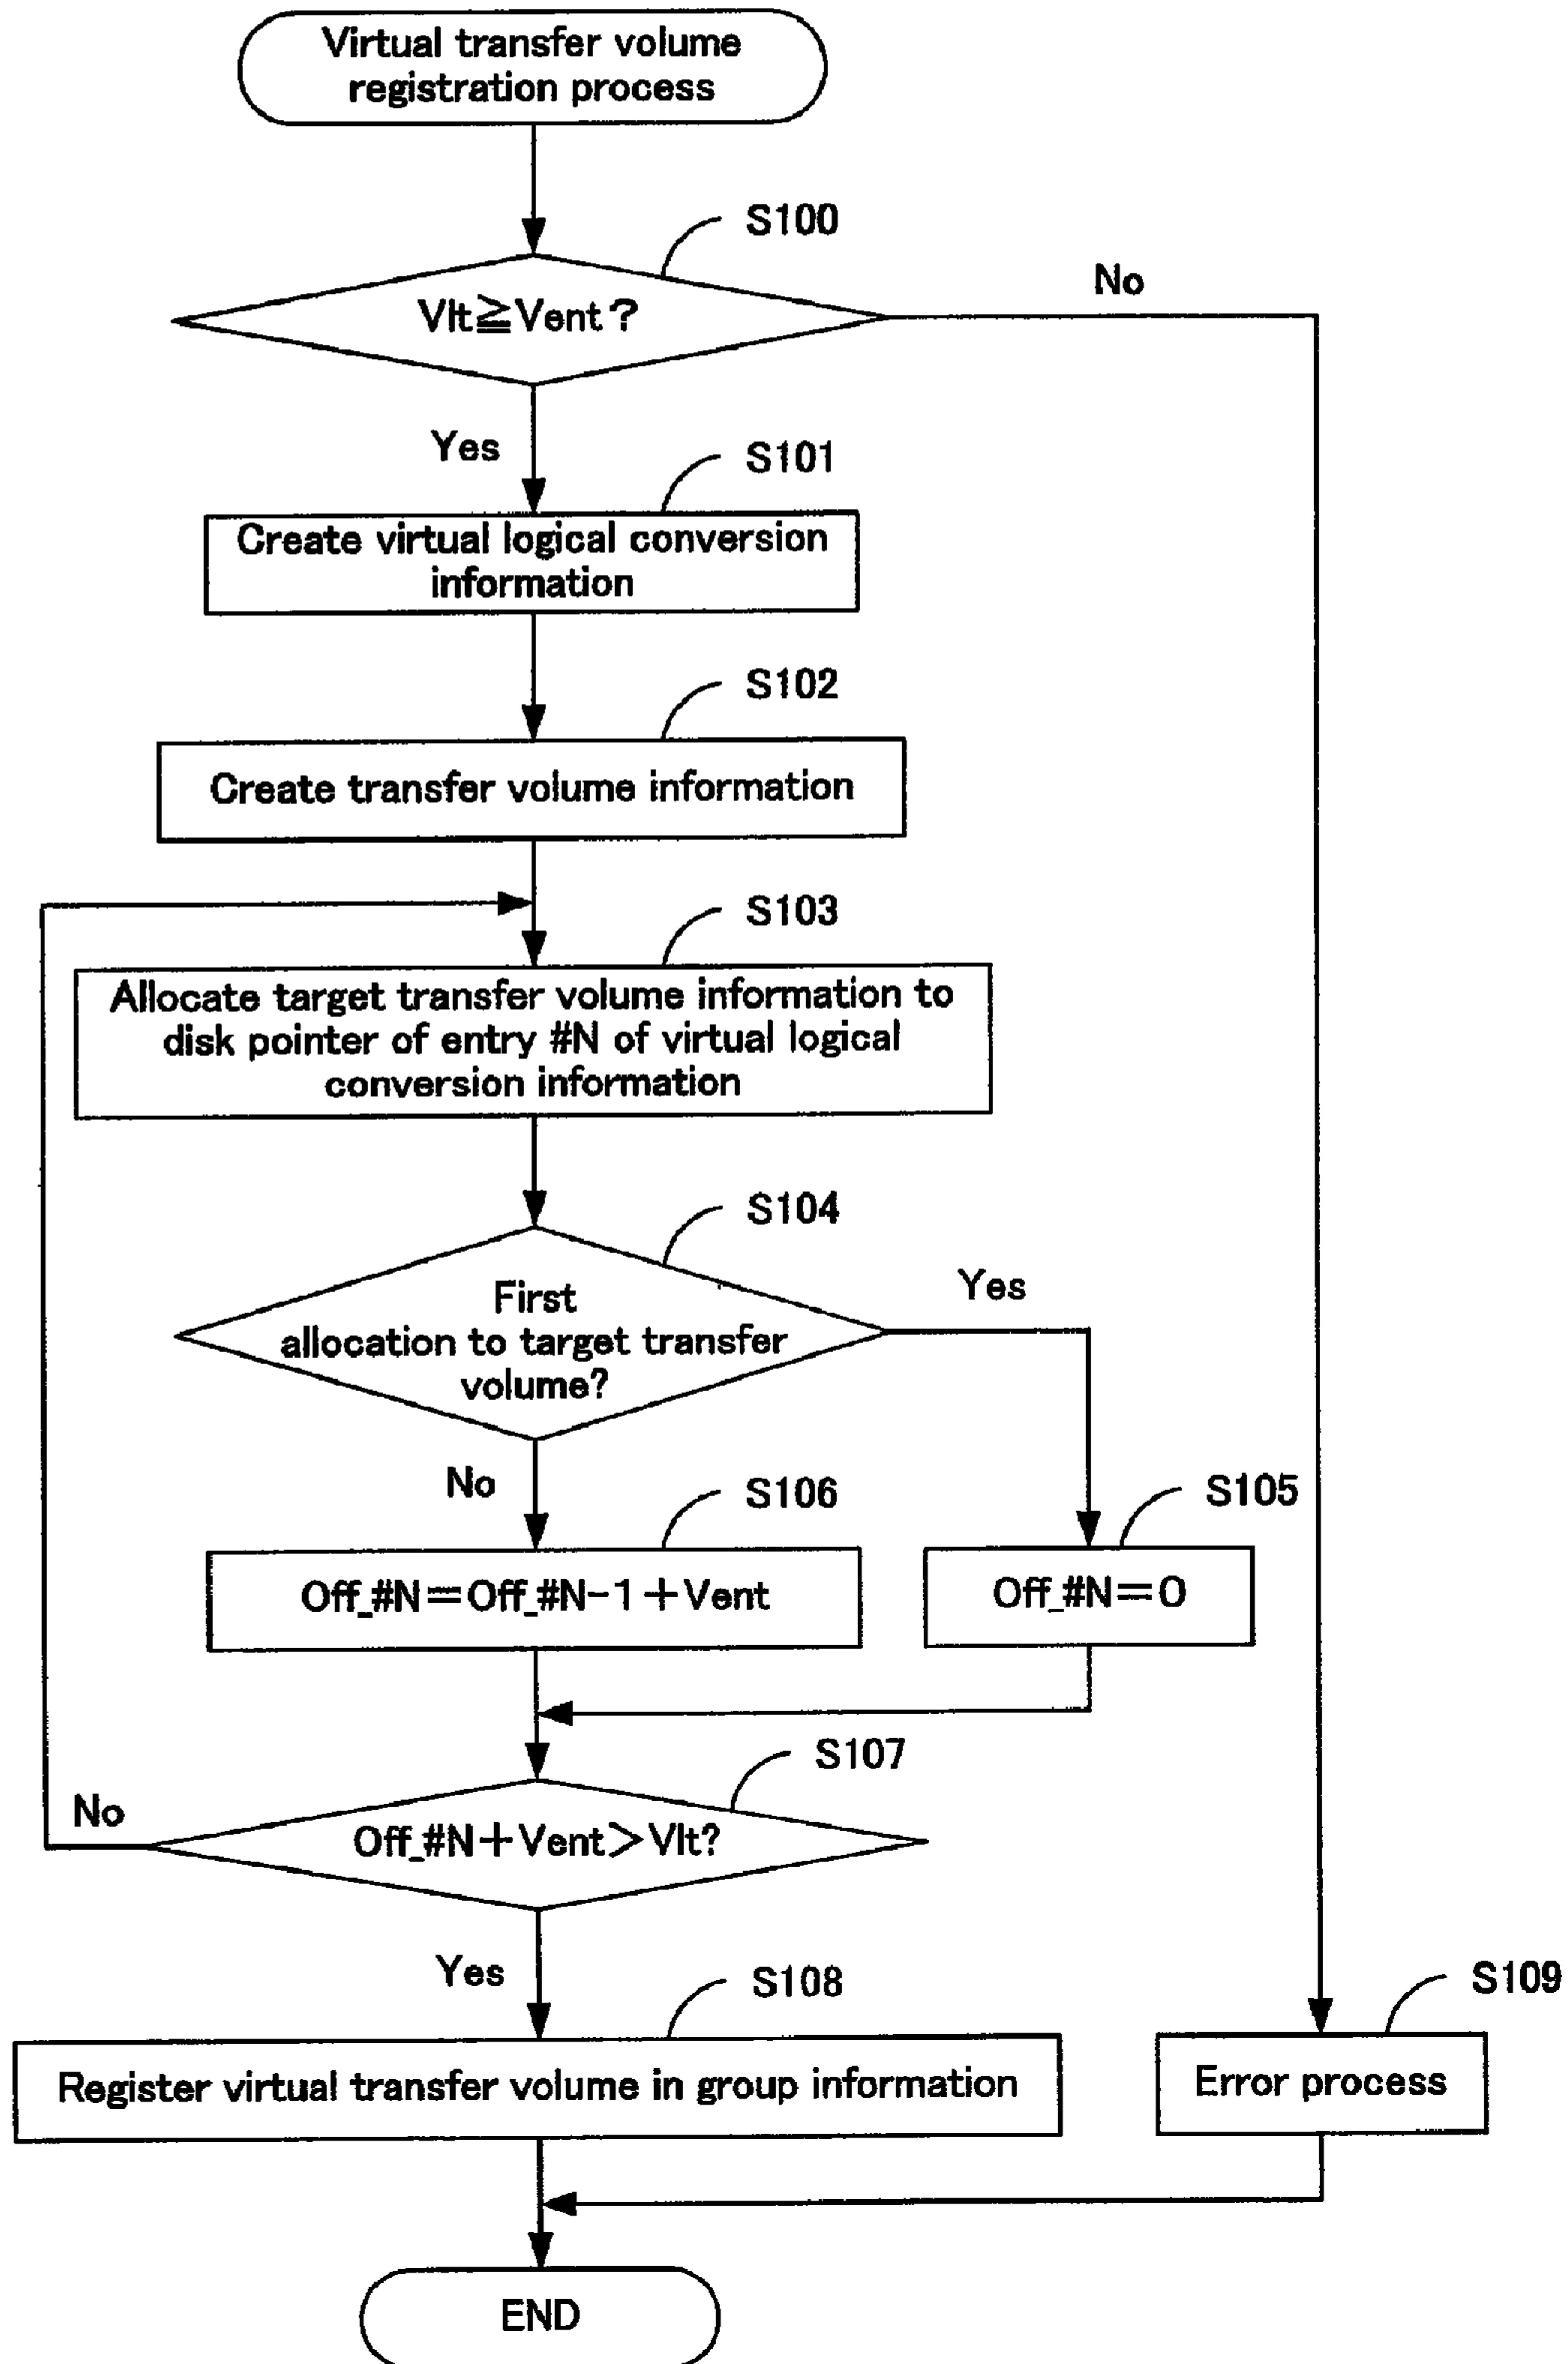 Virtual transfer volume
registration process
S100
No
Vlt≧Vent?
Yes
S101
Create virtual logical conversion
information
S102
Create transfer volume information
S103
Allocate target transfer volume information to
disk pointer of entry #N of virtual logical
conversion information
S104
Yes
First
allocation to target transfer
volume?
No
S106
S105
Off_#N=Off_#N-1+Vent
Off_#N=0
S107
No
Off_#N+Vent>Vlt?
Yes
S108
S109
Register virtual transfer volume in group information
Error process
END